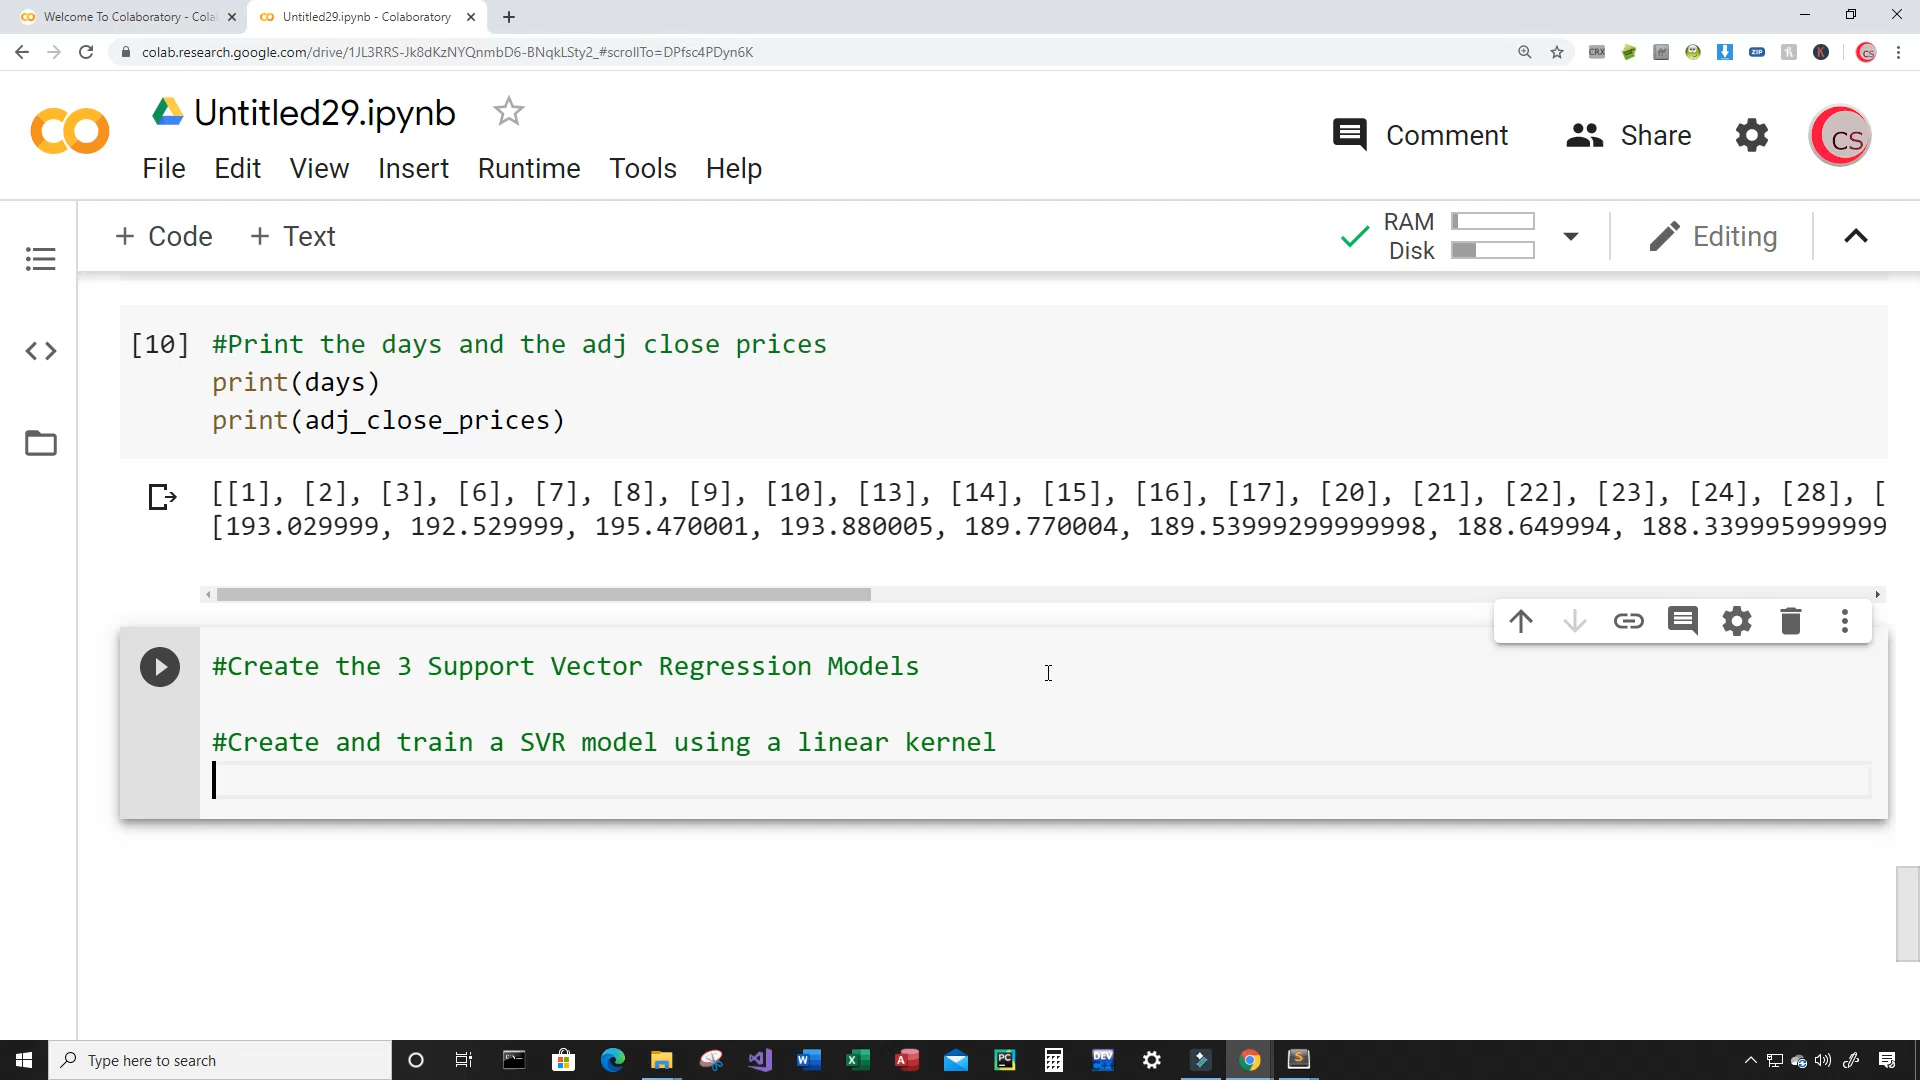 Welcome To Colaboratory - Cola
Untitled29.ipynb - Colaboratory
colab.research.google.com/drive/1JL3RRS-Jk8dKzNYQnmbD6-BNqkLSty2_#scrollTo=DPfsc4PDyn6K
Untitled29.ipynb
Comment
Share
CS
File Edit View Insert Runtime Tools Help
+ Code + Text
RAM
Disk
Editing
[10] #Print the days and the adj close prices
print(days)
print(adj_close_prices)
[[1], [2], [3], [6], [7], [8], [9], [10], [13], [14], [15], [16], [17], [20], [21], [22], [23], [24], [28], [
[193.029999, 192.529999, 195.470001, 193.880005, 189.770004, 189.53999299999998, 188.649994, 188.339995999999
#Create the 3 Support Vector Regression Models
#Create and train a SVR model using a linear kernel
Type here to search